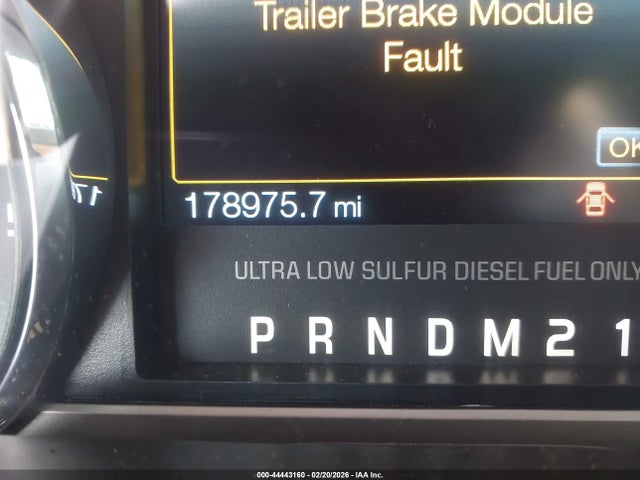 Trailer Brake Module
Fault
OK
178975.7 mi
ULTRA LOW SULFUR DIESEL FUEL ONLY
P R N D M 2 1
000-44443160 - 02/20/2026 - IAA Inc.